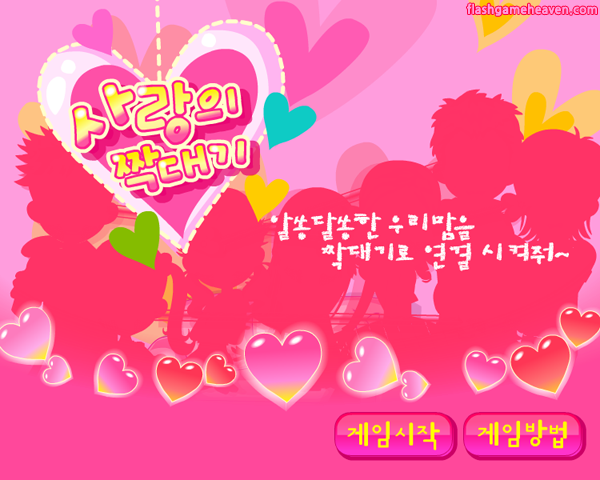 flashgameheaven.com
사랑의
짝대기
알쏭달쏭한 우리맘을
짝대기로 연결 시켜줘~
게임시작
게임방법